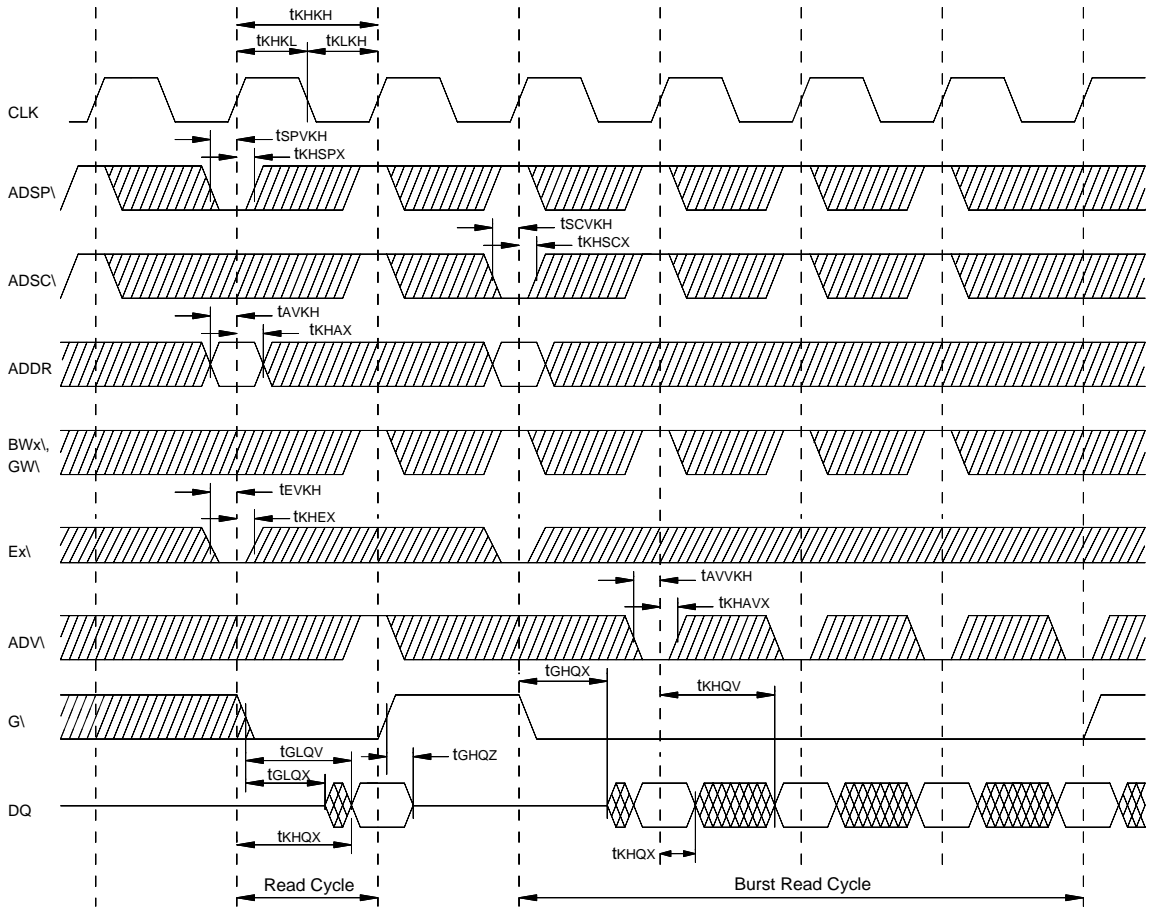 tKHKH
tKHKL
tKLKH
CLK
tSPVKH
tKHSPX
ADSP\
tSCVKH
tKHSCX
ADSC\
tAVKH
tKHAX
ADDR
BWx\,
GW\
tEVKH
tKHEX
Ex\
tAVVKH
tKHAVX
ADV\
tGHQX
tKHQV
G\
tGLQV
tGHQZ
tGLQX
DQ
tKHQX
tKHQX
Read Cycle
Burst Read Cycle